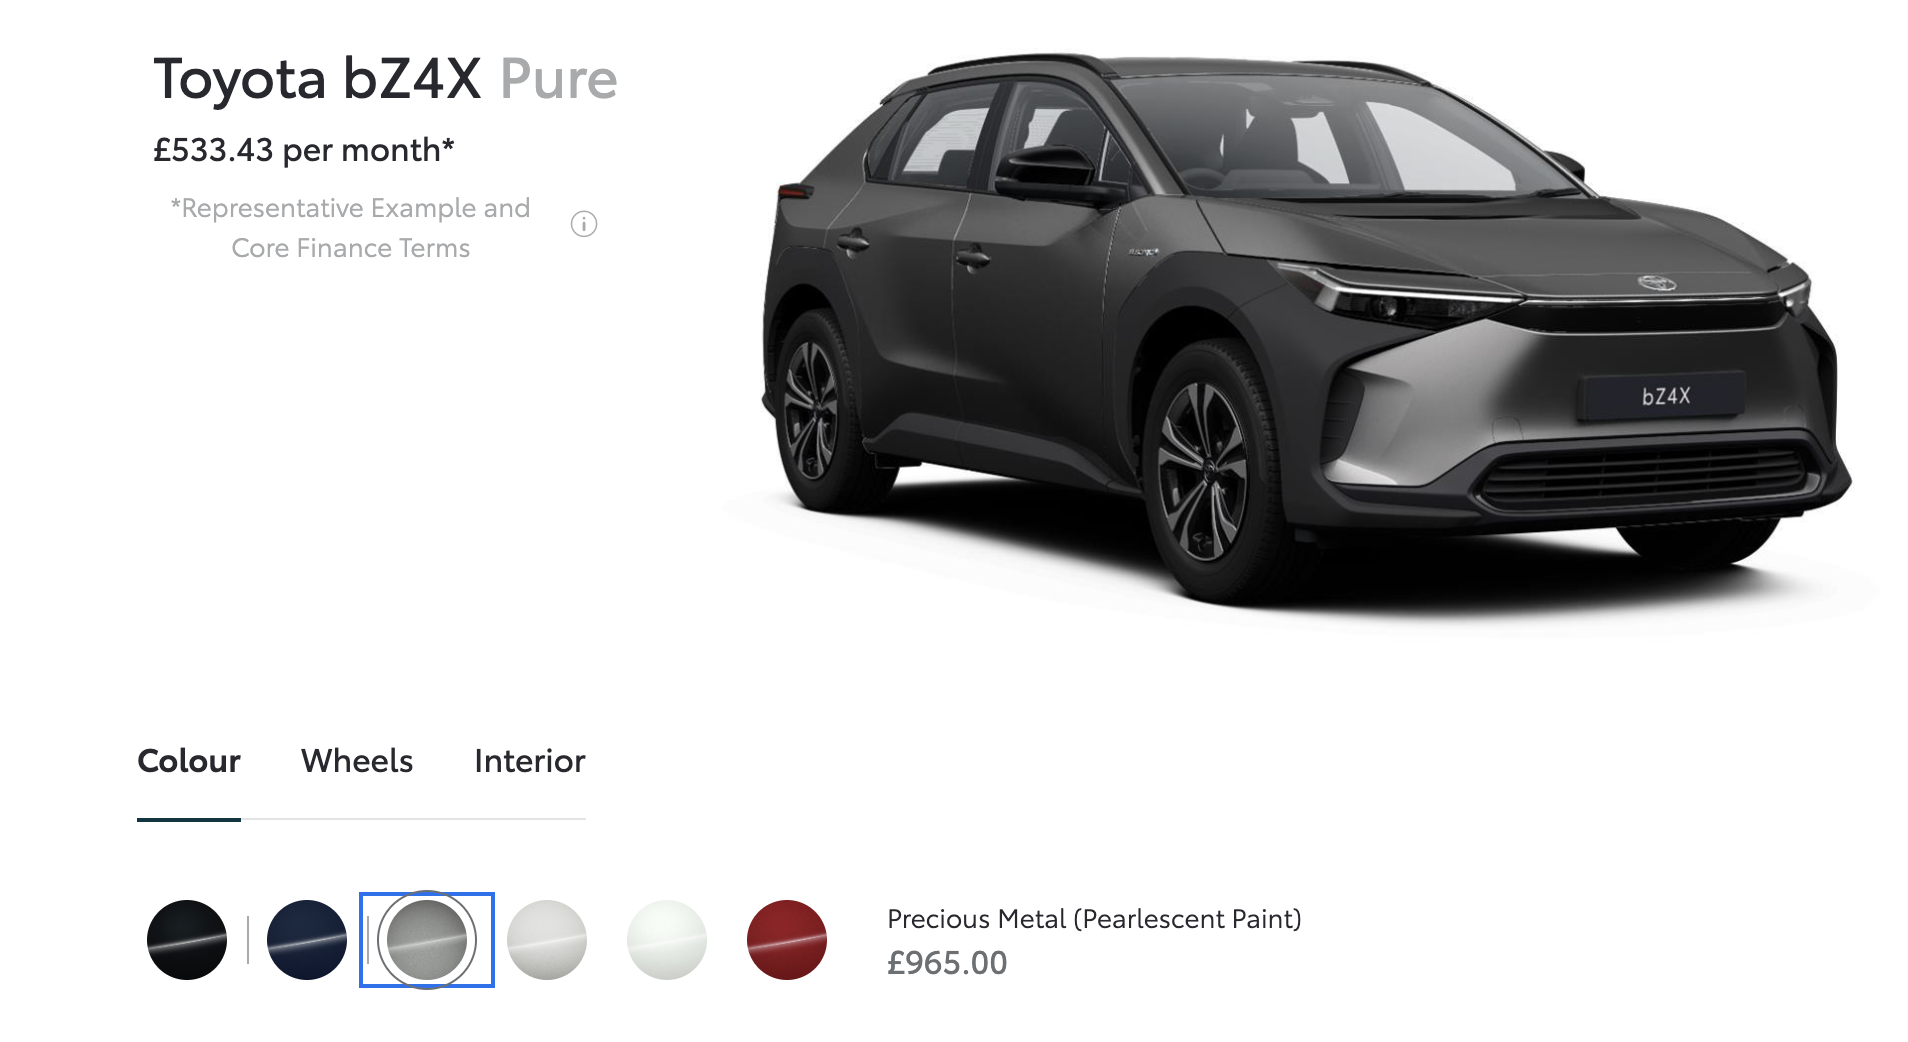 Toyota bZ4X Pure
£533.43 per month*
*Representative Example and
Core Finance Terms
bZ4X
Colour Wheels Interior
Precious Metal (Pearlescent Paint)
£965.00